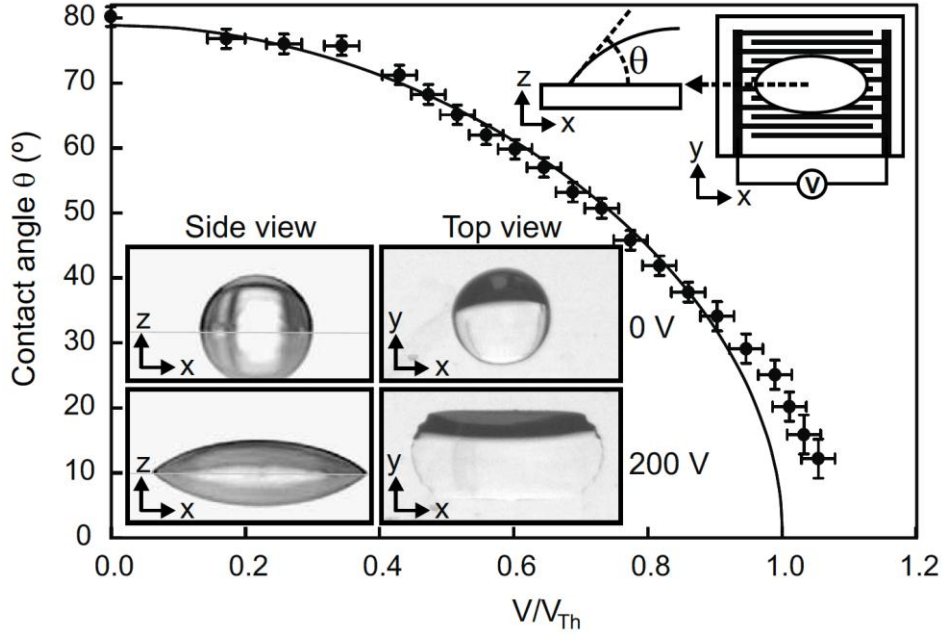 Contact angle θ (º)
80
70
60
50
40
30
20
10
0
0.0
0.2
0.4
0.6
0.8
1.0
1.2
V/V_Th
z
x
θ
y
x
V
Side view
Top view
z
x
y
x
0 V
z
x
y
x
200 V